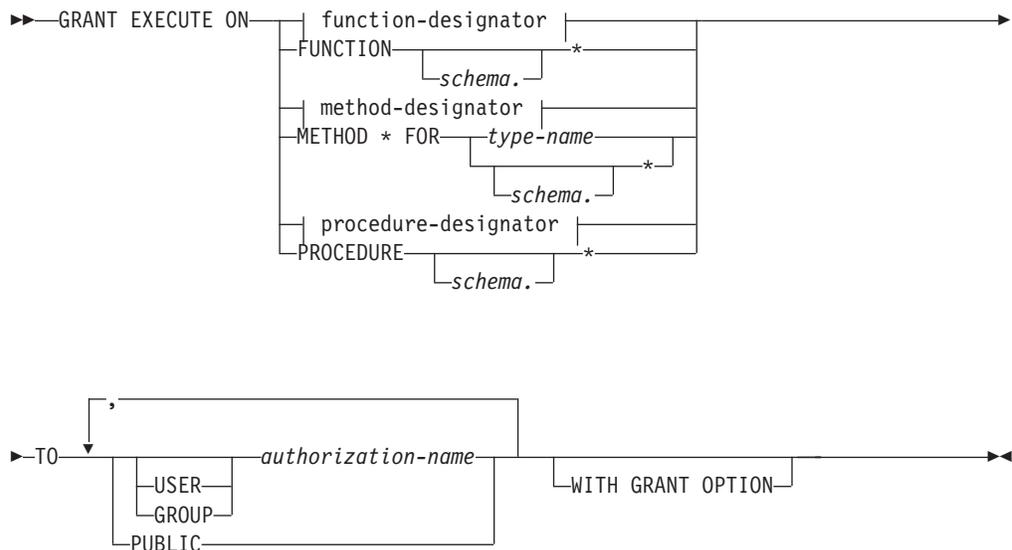 GRANT EXECUTE ON function-designator
FUNCTION *
schema.
method-designator
METHOD * FOR type-name
*
schema.
procedure-designator
PROCEDURE *
schema.
,
TO authorization-name
USER WITH GRANT OPTION
GROUP
PUBLIC